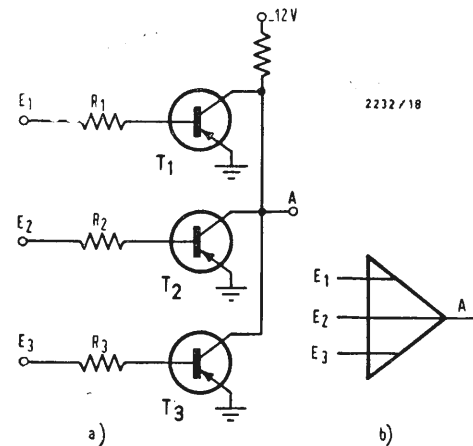 -12V
2232/18
E1 R1
T1
A
E2 R2
T2
E1 A
E2
E3
E3 R3
T3
a) b)